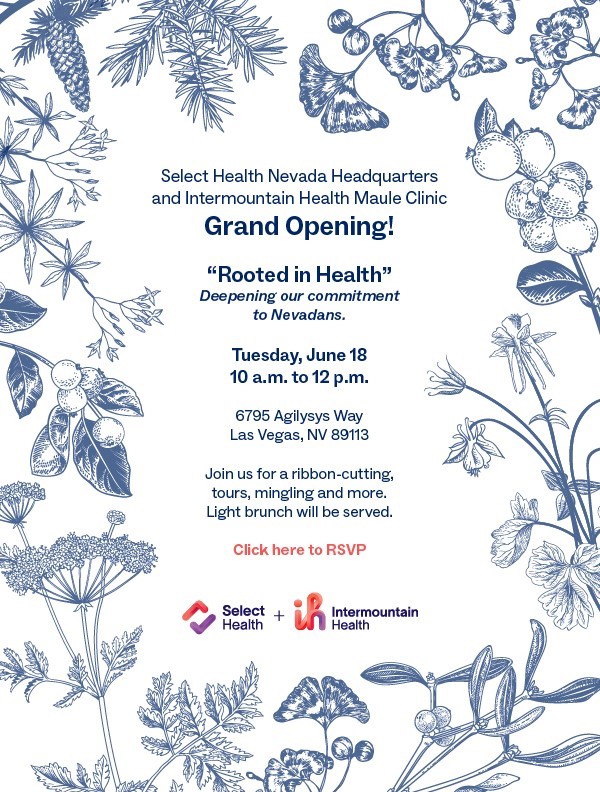 Select Health Nevada Headquarters
and Intermountain Health Maule Clinic
Grand Opening!
“Rooted in Health”
Deepening our commitment
to Nevadans.
Tuesday, June 18
10 a.m. to 12 p.m.
6795 Agilysys Way
Las Vegas, NV 89113
Join us for a ribbon-cutting,
tours, mingling and more.
Light brunch will be served.
Click here to RSVP
Select Health + ih Intermountain Health